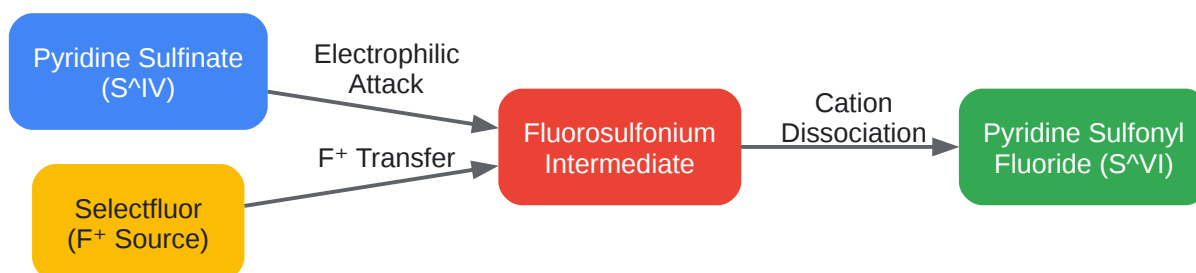 Pyridine Sulfinate
(S^IV)
Electrophilic
Attack
Selectfluor
(F⁺ Source)
F⁺ Transfer
Fluorosulfonium
Intermediate
Cation
Dissociation
Pyridine Sulfonyl
Fluoride (S^VI)